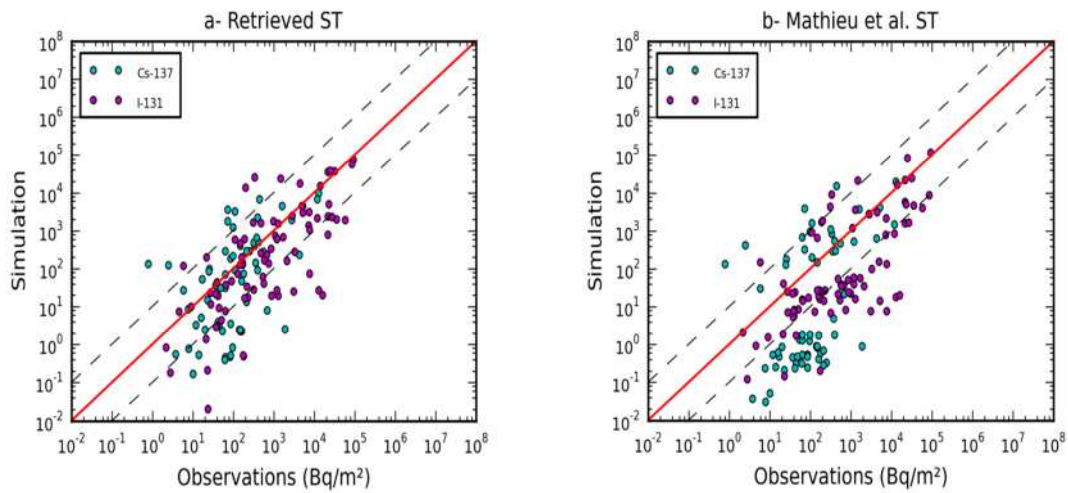 a- Retrieved ST
Simulation
10⁸
10⁷
10⁶
10⁵
10⁴
10³
10²
10¹
10⁰
10⁻¹
10⁻²
Cs-137
I-131
10⁻² 10⁻¹ 10⁰ 10¹ 10² 10³ 10⁴ 10⁵ 10⁶ 10⁷ 10⁸
Observations (Bq/m²)
b- Mathieu et al. ST
Simulation
10⁸
10⁷
10⁶
10⁵
10⁴
10³
10²
10¹
10⁰
10⁻¹
10⁻²
Cs-137
I-131
10⁻² 10⁻¹ 10⁰ 10¹ 10² 10³ 10⁴ 10⁵ 10⁶ 10⁷ 10⁸
Observations (Bq/m²)